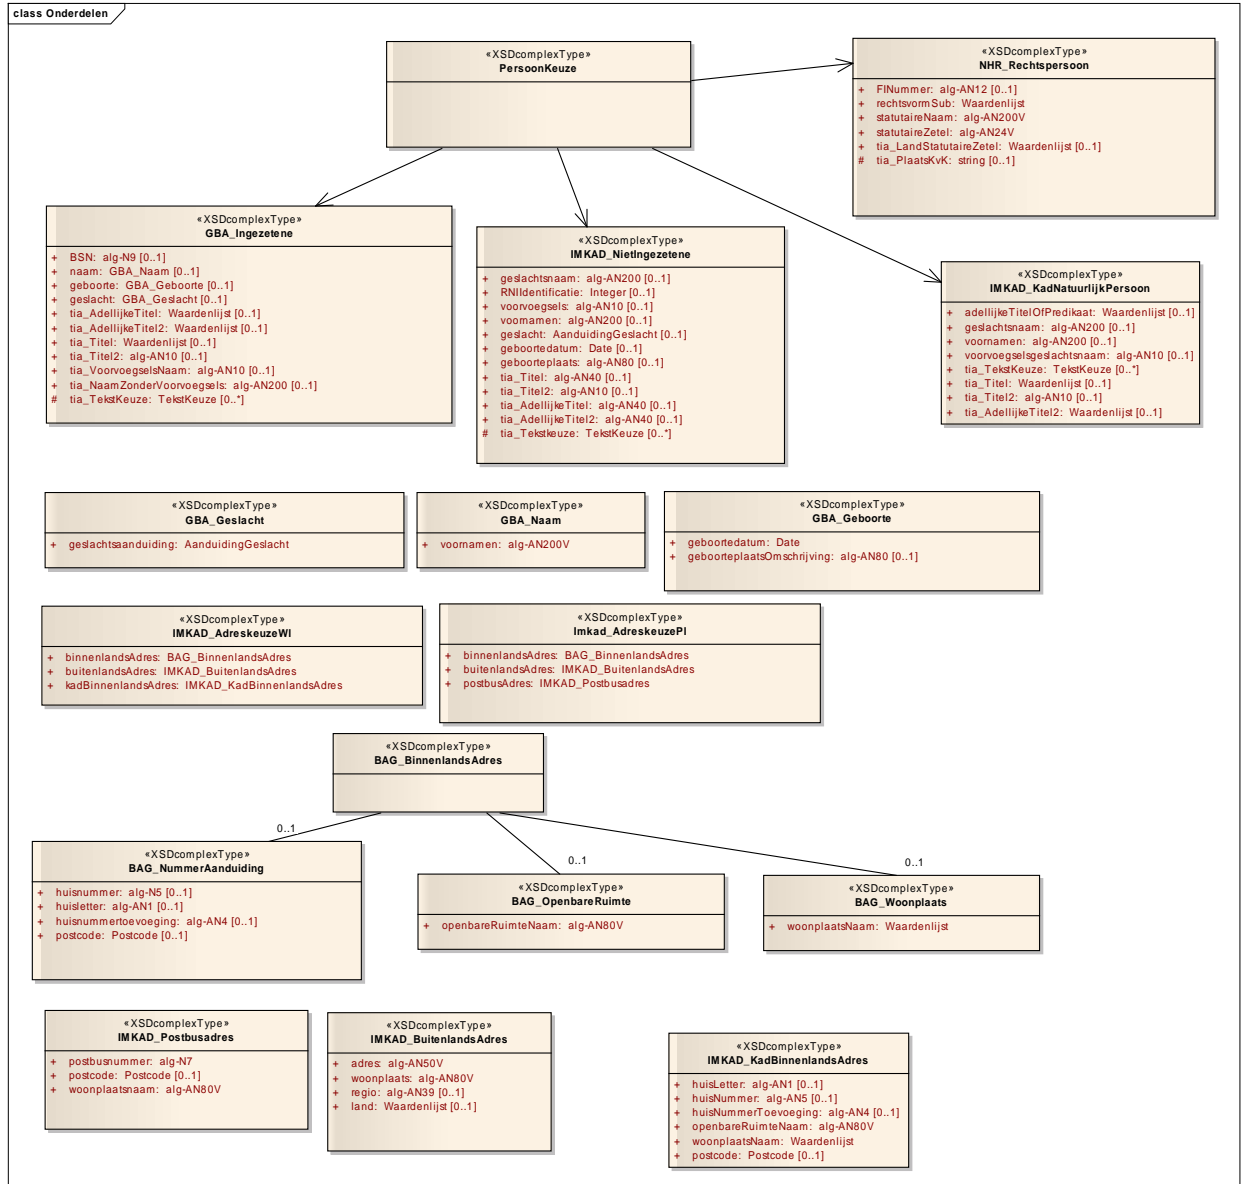 class Onderdelen
«XSDcomplexType»
PersoonKeuze
«XSDcomplexType»
NHR_Rechtspersoon
+ FINummer: alg-AN12 [0..1]
+ rechtsvormSub: Waardenlijst
+ statutaireNaam: alg-AN200V
+ statutaireZetel: alg-AN24V
+ tia_LandStatutaireZetel: Waardenlijst [0..1]
# tia_PlaatsKvK: string [0..1]
«XSDcomplexType»
GBA_Ingezetene
+ BSN: alg-N9 [0..1]
+ naam: GBA_Naam [0..1]
+ geboorte: GBA_Geboorte [0..1]
+ geslacht: GBA_Geslacht [0..1]
+ tia_AdellijkeTitel: Waardenlijst [0..1]
+ tia_AdellijkeTitel2: Waardenlijst [0..1]
+ tia_Titel: Waardenlijst [0..1]
+ tia_Titel2: alg-AN10 [0..1]
+ tia_VoorvoegselsNaam: alg-AN10 [0..1]
+ tia_NaamZonderVoorvoegsels: alg-AN200 [0..1]
# tia_TekstKeuze: TekstKeuze [0..*]
«XSDcomplexType»
IMKAD_NietIngezetene
+ geslachtsnaam: alg-AN200 [0..1]
+ RNIIdentificatie: Integer [0..1]
+ voorvoegsels: alg-AN10 [0..1]
+ voornamen: alg-AN200 [0..1]
+ geslacht: AanduidingGeslacht [0..1]
+ geboortedatum: Date [0..1]
+ geboorteplaats: alg-AN80 [0..1]
+ tia_Titel: alg-AN40 [0..1]
+ tia_Titel2: alg-AN10 [0..1]
+ tia_AdellijkeTitel: alg-AN40 [0..1]
+ tia_AdellijkeTitel2: alg-AN40 [0..1]
# tia_Tekstkeuze: TekstKeuze [0..*]
«XSDcomplexType»
IMKAD_KadNatuurlijkPersoon
+ adellijkeTitelOfPredikaat: Waardenlijst [0..1]
+ geslachtsnaam: alg-AN200 [0..1]
+ voornamen: alg-AN200 [0..1]
+ voorvoegselsgeslachtsnaam: alg-AN10 [0..1]
+ tia_TekstKeuze: TekstKeuze [0..*]
+ tia_Titel: Waardenlijst [0..1]
+ tia_Titel2: alg-AN10 [0..1]
+ tia_AdellijkeTitel2: Waardenlijst [0..1]
«XSDcomplexType»
GBA_Geslacht
+ geslachtsaanduiding: AanduidingGeslacht
«XSDcomplexType»
GBA_Naam
+ voornamen: alg-AN200V
«XSDcomplexType»
GBA_Geboorte
+ geboortedatum: Date
+ geboorteplaatsOmschrijving: alg-AN80 [0..1]
«XSDcomplexType»
IMKAD_AdreskeuzeWI
+ binnenlandsAdres: BAG_BinnenlandsAdres
+ buitenlandsAdres: IMKAD_BuitenlandsAdres
+ kadBinnenlandsAdres: IMKAD_KadBinnenlandsAdres
«XSDcomplexType»
Imkad_AdreskeuzePI
+ binnenlandsAdres: BAG_BinnenlandsAdres
+ buitenlandsAdres: IMKAD_BuitenlandsAdres
+ postbusAdres: IMKAD_Postbusadres
«XSDcomplexType»
BAG_BinnenlandsAdres
0..1
0..1
0..1
«XSDcomplexType»
BAG_NummerAanduiding
+ huisnummer: alg-N5 [0..1]
+ huisletter: alg-AN1 [0..1]
+ huisnummertoevoeging: alg-AN4 [0..1]
+ postcode: Postcode [0..1]
«XSDcomplexType»
BAG_OpenbareRuimte
+ openbareRuimteNaam: alg-AN80V
«XSDcomplexType»
BAG_Woonplaats
+ woonplaatsNaam: Waardenlijst
«XSDcomplexType»
IMKAD_Postbusadres
+ postbusnummer: alg-N7
+ postcode: Postcode [0..1]
+ woonplaatsnaam: alg-AN80V
«XSDcomplexType»
IMKAD_BuitenlandsAdres
+ adres: alg-AN50V
+ woonplaats: alg-AN80V
+ regio: alg-AN39 [0..1]
+ land: Waardenlijst [0..1]
«XSDcomplexType»
IMKAD_KadBinnenlandsAdres
+ huisLetter: alg-AN1 [0..1]
+ huisNummer: alg-AN5 [0..1]
+ huisNummerToevoeging: alg-AN4 [0..1]
+ openbareRuimteNaam: alg-AN80V
+ woonplaatsNaam: Waardenlijst
+ postcode: Postcode [0..1]